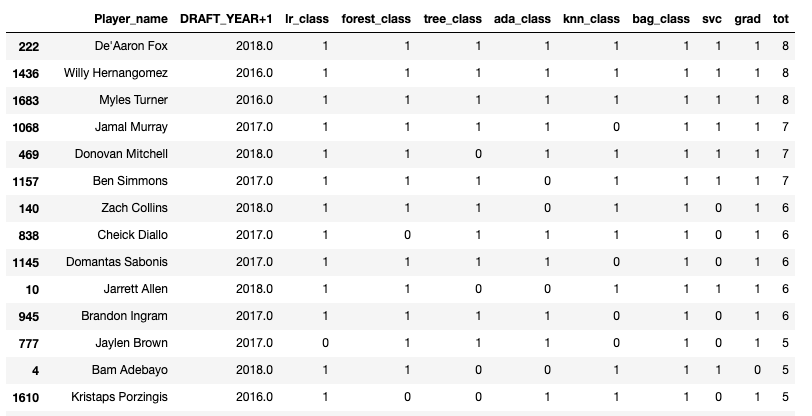 Player_name DRAFT_YEAR+1 lr_class forest_class tree_class ada_class knn_class bag_class svc grad tot
222 De'Aaron Fox 2018.0 1 1 1 1 1 1 1 1 8
1436 Willy Hernangomez 2016.0 1 1 1 1 1 1 1 1 8
1683 Myles Turner 2016.0 1 1 1 1 1 1 1 1 8
1068 Jamal Murray 2017.0 1 1 1 1 0 1 1 1 7
469 Donovan Mitchell 2018.0 1 1 0 1 1 1 1 1 7
1157 Ben Simmons 2017.0 1 1 1 0 1 1 1 1 7
140 Zach Collins 2018.0 1 1 1 0 1 1 0 1 6
838 Cheick Diallo 2017.0 1 0 1 1 1 1 0 1 6
1145 Domantas Sabonis 2017.0 1 1 1 1 0 1 0 1 6
10 Jarrett Allen 2018.0 1 1 0 0 1 1 1 1 6
945 Brandon Ingram 2017.0 1 1 1 1 0 1 0 1 6
777 Jaylen Brown 2017.0 0 1 1 1 0 1 0 1 5
4 Bam Adebayo 2018.0 1 1 0 0 1 1 1 0 5
1610 Kristaps Porzingis 2016.0 1 0 0 1 1 1 0 1 5